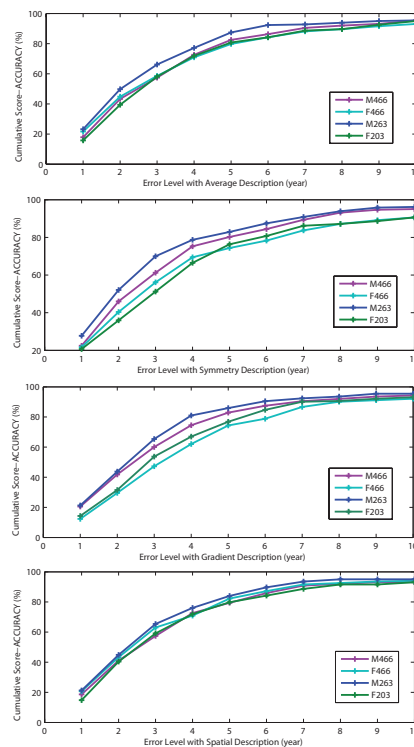 Cumulative Score−ACCURACY (%)
100
80
60
40
20
0
0 1 2 3 4 5 6 7 8 9 10
M466
F466
M263
F203
Error Level with Average Description (year)
Cumulative Score−ACCURACY (%)
100
80
60
40
20
0 1 2 3 4 5 6 7 8 9 10
M466
F466
M263
F203
Error Level with Symmetry Description (year)
Cumulative Score−ACCURACY (%)
100
80
60
40
20
0
0 1 2 3 4 5 6 7 8 9 10
M466
F466
M263
F203
Error Level with Gradient Description (year)
Cumulative Score−ACCURACY (%)
100
80
60
40
20
0
0 1 2 3 4 5 6 7 8 9 10
M466
F466
M263
F203
Error Level with Spatial Description (year)